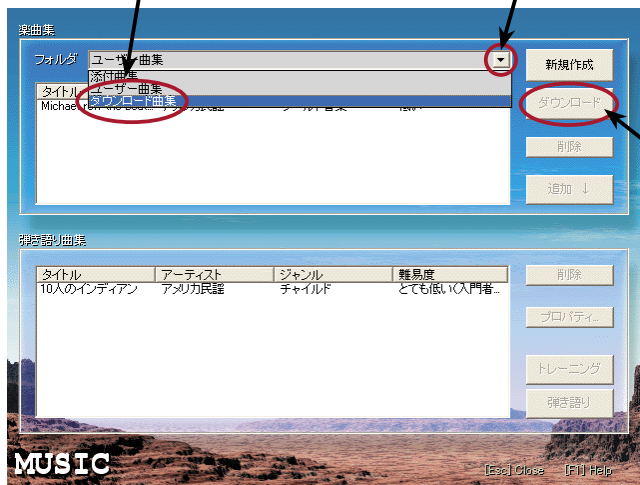 楽曲集
フォルダ ユーザー曲集 新規作成
添付曲集
タイトル ユーザー曲集
ダウンロード曲集 ダウンロード
削除
追加 ↓
弾き語り曲集
タイトル アーティスト ジャンル 難易度 削除
10人のインディアン アメリカ民謡 チャイルド とても低い(入門者...
プロパティ...
トレーニング
弾き語り
MUSIC [Esc] Close [F1] Help